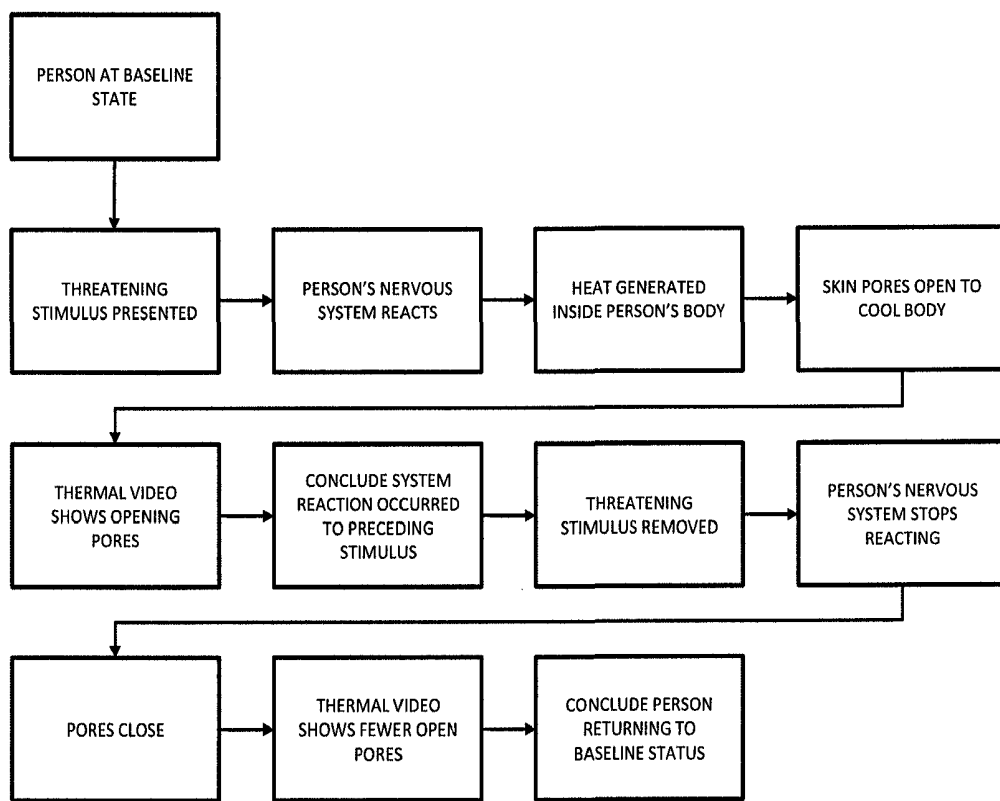 PERSON AT BASELINE
STATE
THREATENING
STIMULUS PRESENTED
PERSON'S NERVOUS
SYSTEM REACTS
HEAT GENERATED
INSIDE PERSON'S BODY
SKIN PORES OPEN TO
COOL BODY
THERMAL VIDEO
SHOWS OPENING
PORES
CONCLUDE SYSTEM
REACTION OCCURRED
TO PRECEDING
STIMULUS
THREATENING
STIMULUS REMOVED
PERSON'S NERVOUS
SYSTEM STOPS
REACTING
PORES CLOSE
THERMAL VIDEO
SHOWS FEWER OPEN
PORES
CONCLUDE PERSON
RETURNING TO
BASELINE STATUS